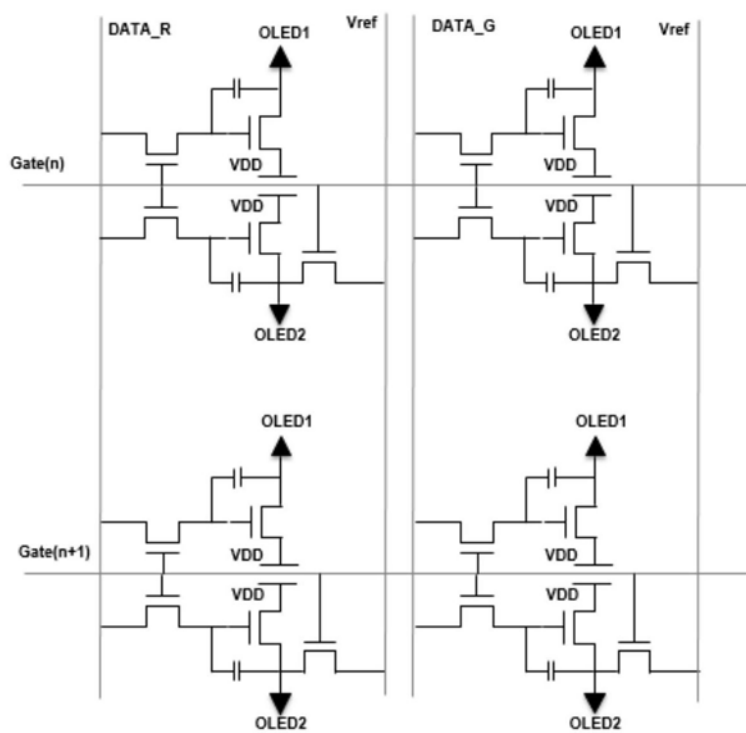 DATA_R
OLED1
Vref
DATA_G
OLED1
Vref
Gate(n)
VDD
VDD
VDD
VDD
OLED2
OLED2
OLED1
OLED1
Gate(n+1)
VDD
VDD
VDD
VDD
OLED2
OLED2